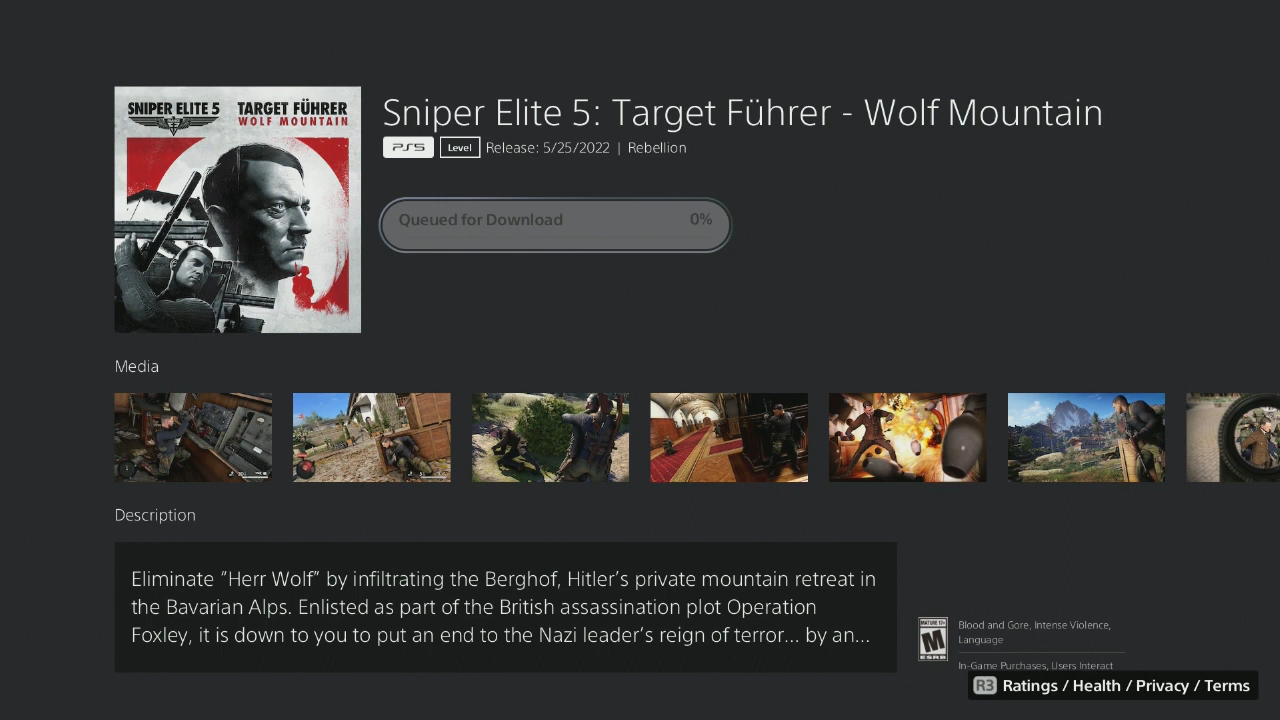 SNIPER ELITE 5 TARGET FÜHRER
WOLF MOUNTAIN
Sniper Elite 5: Target Führer - Wolf Mountain
PS5 Level Release: 5/25/2022 | Rebellion
Queued for Download 0%
Media
Description
Eliminate "Herr Wolf" by infiltrating the Berghof, Hitler's private mountain retreat in
the Bavarian Alps. Enlisted as part of the British assassination plot Operation
Foxley, it is down to you to put an end to the Nazi leader's reign of terror... by an...
MATURE 17+
M
ESRB
Blood and Gore, Intense Violence,
Language
In-Game Purchases, Users Interact
R3 Ratings / Health / Privacy / Terms